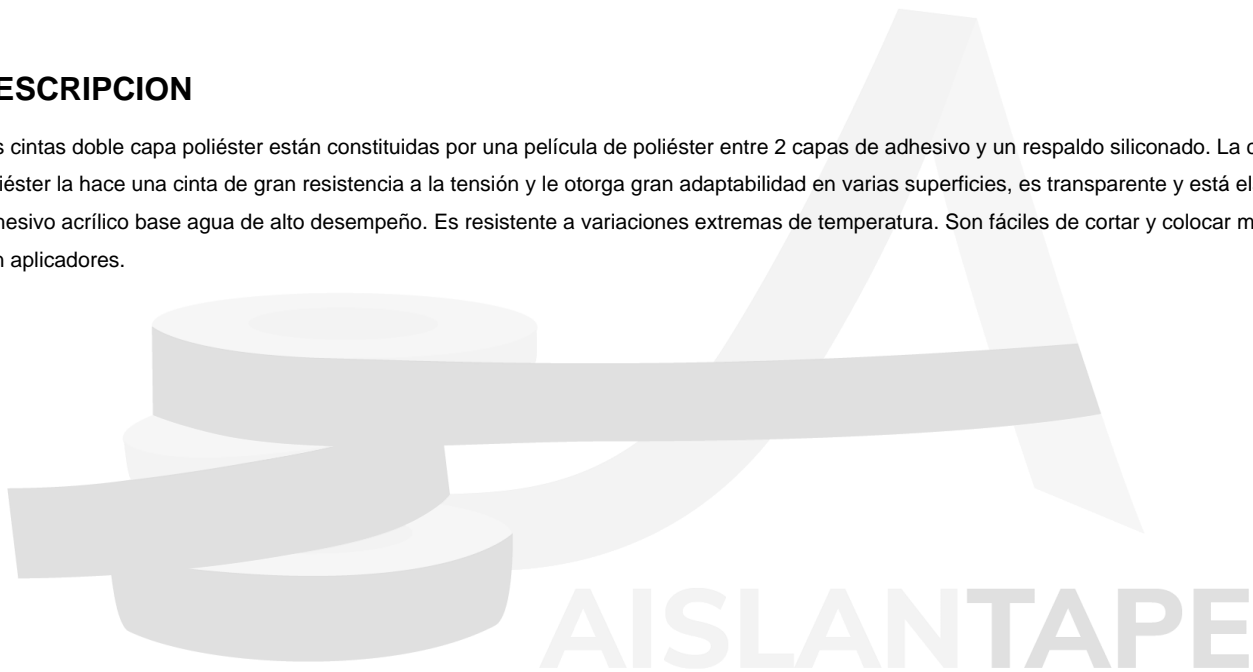 ESCRIPCION
s cintas doble capa poliéster están constituidas por una película de poliéster entre 2 capas de adhesivo y un respaldo siliconado. La c
iéster la hace una cinta de gran resistencia a la tensión y le otorga gran adaptabilidad en varias superficies, es transparente y está el
hesivo acrílico base agua de alto desempeño. Es resistente a variaciones extremas de temperatura. Son fáciles de cortar y colocar m
n aplicadores.
AISLANTAPE